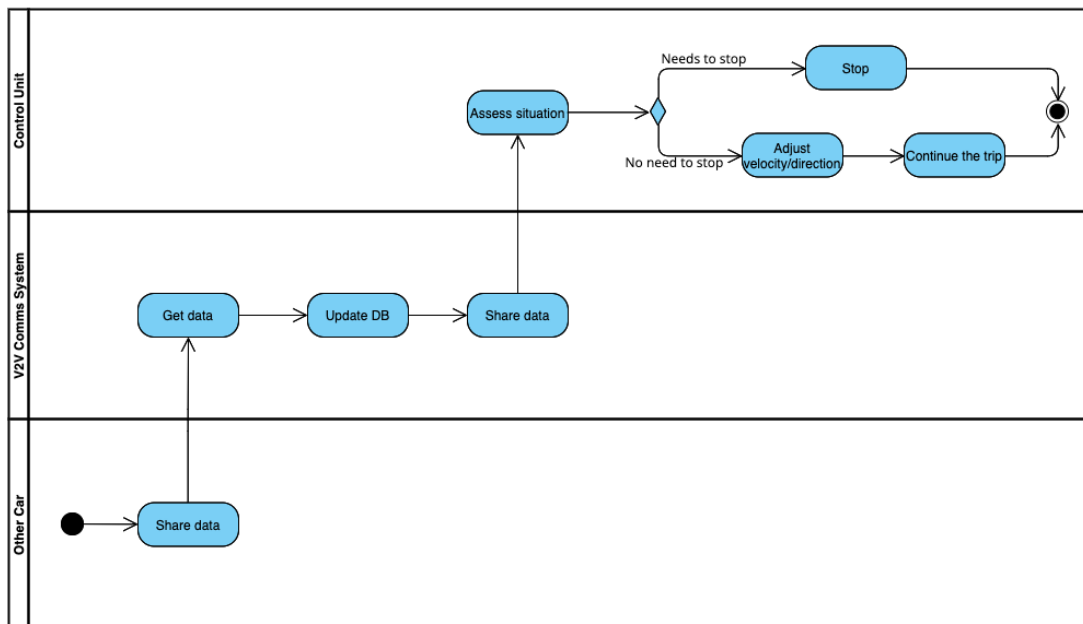 Control Unit
Needs to stop
Stop
Assess situation
No need to stop
Adjust
velocity/direction
Continue the trip
V2V Comms System
Get data
Update DB
Share data
Other Car
Share data